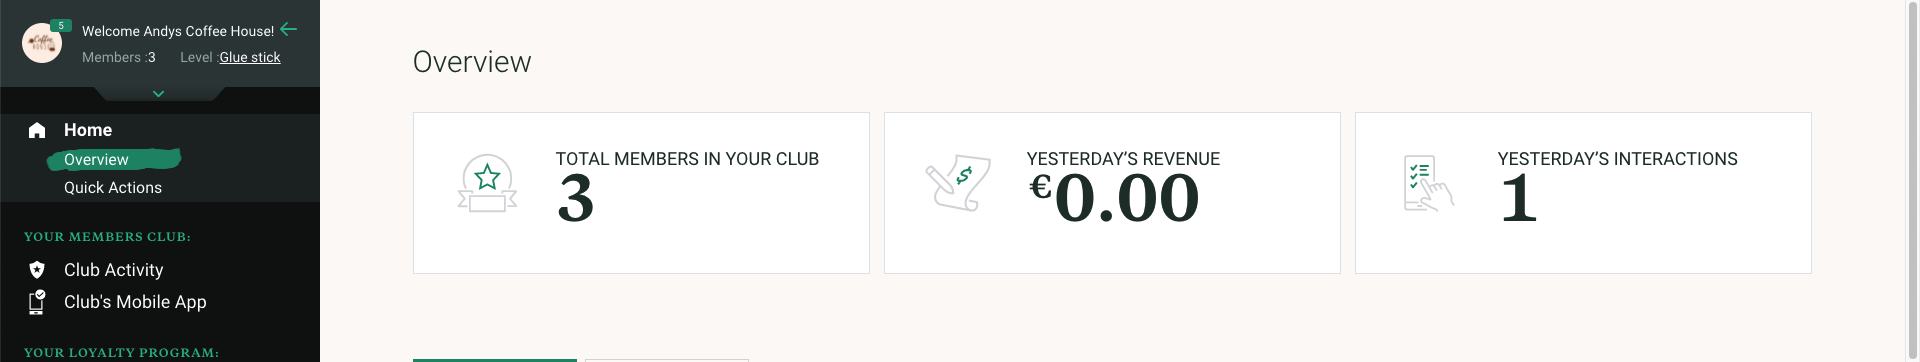 5
Welcome Andys Coffee House!
Members :3 Level :Glue stick
Home
Overview
Quick Actions
YOUR MEMBERS CLUB:
Club Activity
Club's Mobile App
YOUR LOYALTY PROGRAM:
Overview
TOTAL MEMBERS IN YOUR CLUB
3
YESTERDAY’S REVENUE
€0.00
YESTERDAY’S INTERACTIONS
1